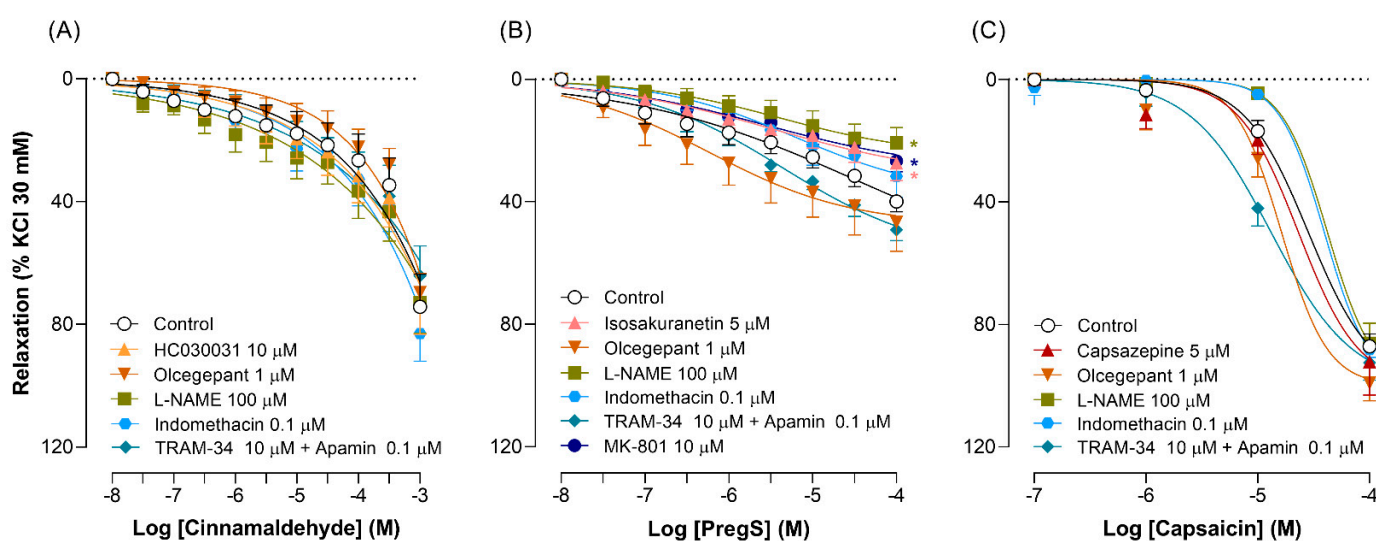 (A)
(B)
(C)
Relaxation (% KCl 30 mM)
0
40
80
120
Control
HC030031 10 μM
Olcegepant 1 μM
L-NAME 100 μM
Indomethacin 0.1 μM
TRAM-34 10 μM + Apamin 0.1 μM
-8
-7
-6
-5
-4
-3
Log [Cinnamaldehyde] (M)
0
40
80
120
*
*
*
Control
Isosakuranetin 5 μM
Olcegepant 1 μM
L-NAME 100 μM
Indomethacin 0.1 μM
TRAM-34 10 μM + Apamin 0.1 μM
MK-801 10 μM
-8
-7
-6
-5
-4
Log [PregS] (M)
0
40
80
120
Control
Capsazepine 5 μM
Olcegepant 1 μM
L-NAME 100 μM
Indomethacin 0.1 μM
TRAM-34 10 μM + Apamin 0.1 μM
-7
-6
-5
-4
Log [Capsaicin] (M)